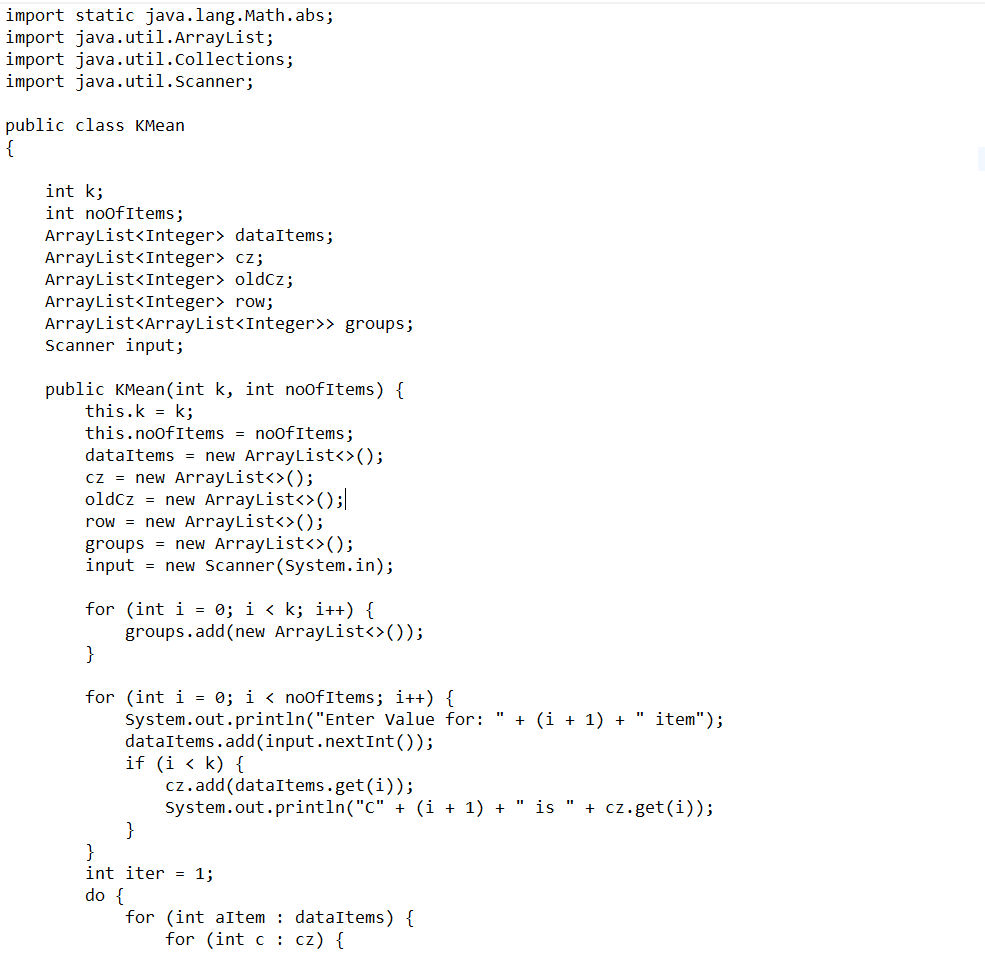 import static java.lang.Math.abs;
import java.util.ArrayList;
import java.util.Collections;
import java.util.Scanner;

public class KMean
{

    int k;
    int noOfItems;
    ArrayList<Integer> dataItems;
    ArrayList<Integer> cz;
    ArrayList<Integer> oldCz;
    ArrayList<Integer> row;
    ArrayList<ArrayList<Integer>> groups;
    Scanner input;

    public KMean(int k, int noOfItems) {
        this.k = k;
        this.noOfItems = noOfItems;
        dataItems = new ArrayList<>();
        cz = new ArrayList<>();
        oldCz = new ArrayList<>();
        row = new ArrayList<>();
        groups = new ArrayList<>();
        input = new Scanner(System.in);

        for (int i = 0; i < k; i++) {
            groups.add(new ArrayList<>());
        }

        for (int i = 0; i < noOfItems; i++) {
            System.out.println("Enter Value for: " + (i + 1) + " item");
            dataItems.add(input.nextInt());
            if (i < k) {
                cz.add(dataItems.get(i));
                System.out.println("C" + (i + 1) + " is " + cz.get(i));
            }
        }
        int iter = 1;
        do {
            for (int aItem : dataItems) {
                for (int c : cz) {